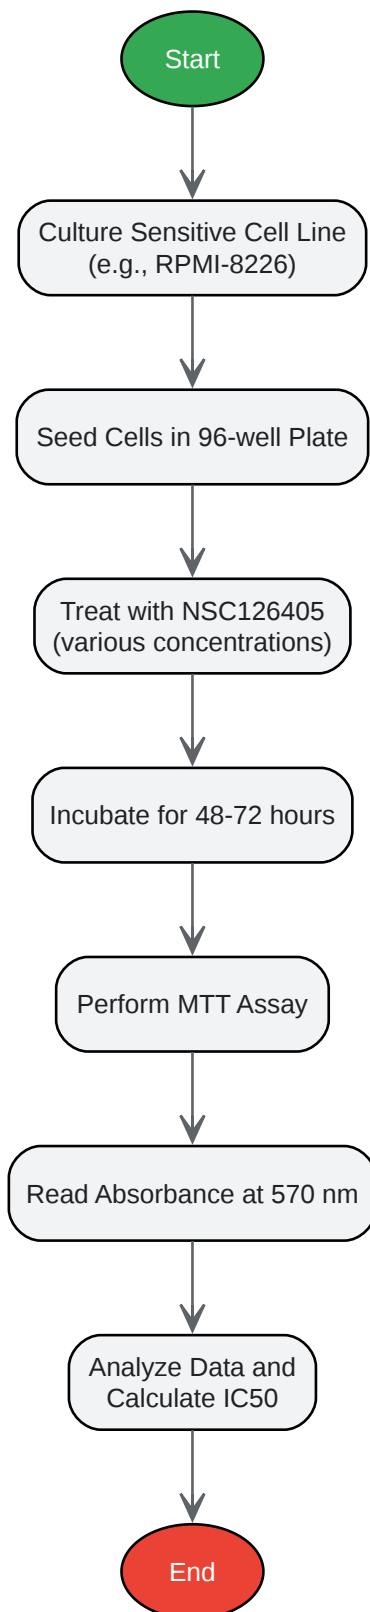 Start
Culture Sensitive Cell Line
(e.g., RPMI-8226)
Seed Cells in 96-well Plate
Treat with NSC126405
(various concentrations)
Incubate for 48-72 hours
Perform MTT Assay
Read Absorbance at 570 nm
Analyze Data and
Calculate IC50
End